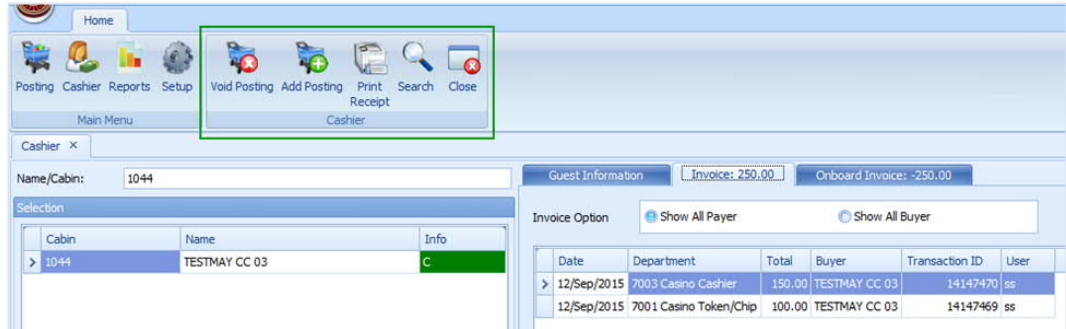 Home
Posting Cashier Reports Setup Void Posting Add Posting Print Receipt Search Close
Main Menu Cashier
Cashier ×
Name/Cabin: 1044
Guest Information Invoice: 250.00 Onboard Invoice: -250.00
Selection
Invoice Option Show All Payer Show All Buyer
Cabin Name Info
1044 TESTMAY CC 03 C
Date Department Total Buyer Transaction ID User
12/Sep/2015 7003 Casino Cashier 150.00 TESTMAY CC 03 14147470 ss
12/Sep/2015 7001 Casino Token/Chip 100.00 TESTMAY CC 03 14147469 ss